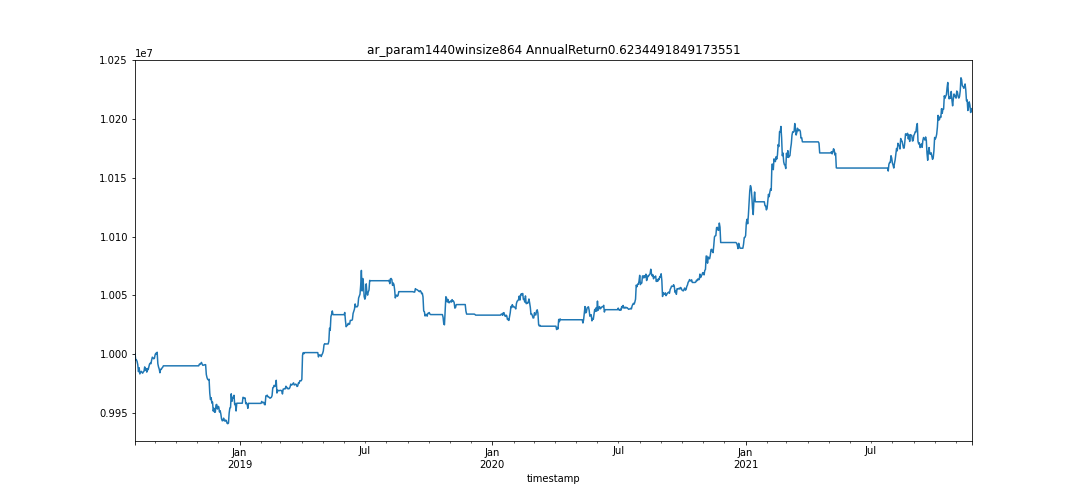 ar_param1440winsize864 AnnualReturn0.6234491849173551
1e7
1.025
1.020
1.015
1.010
1.005
1.000
0.995
Jan
2019
Jul
Jan
2020
Jul
Jan
2021
Jul
timestamp